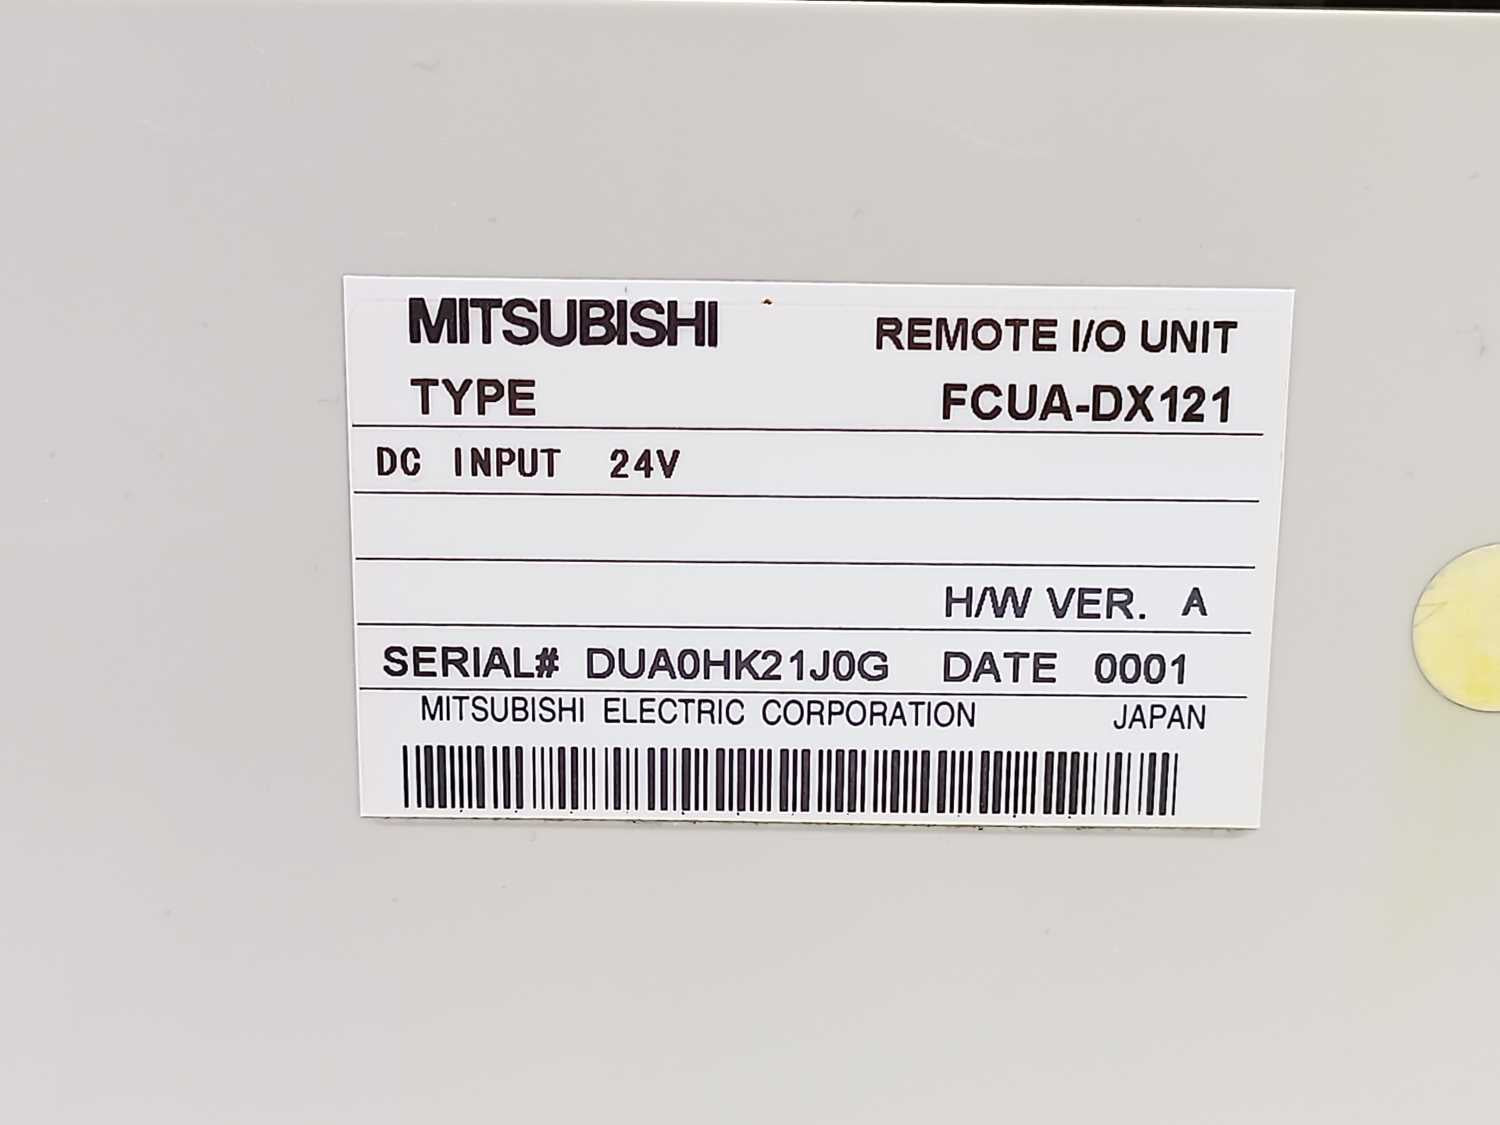 MITSUBISHI REMOTE I/O UNIT
TYPE FCUA-DX121
DC INPUT 24V
H/W VER. A
SERIAL# DUA0HK21J0G DATE 0001
MITSUBISHI ELECTRIC CORPORATION JAPAN